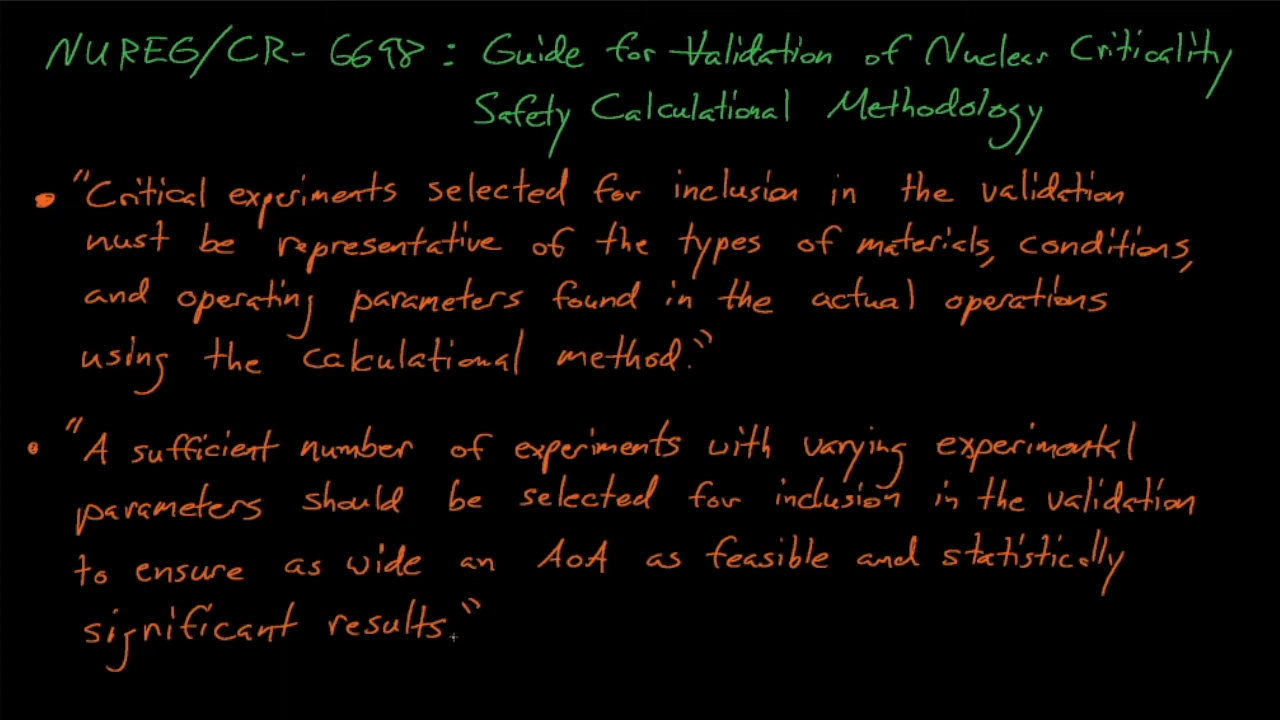 NUREG/CR-6698: Guide for Validation of Nuclear Criticality
Safety Calculational Methodology
• "Critical experiments selected for inclusion in the validation
must be representative of the types of materials, conditions,
and operating parameters found in the actual operations
using the calculational method."
• "A sufficient number of experiments with varying experimental
parameters should be selected for inclusion in the validation
to ensure as wide an AoA as feasible and statistically
significant results."